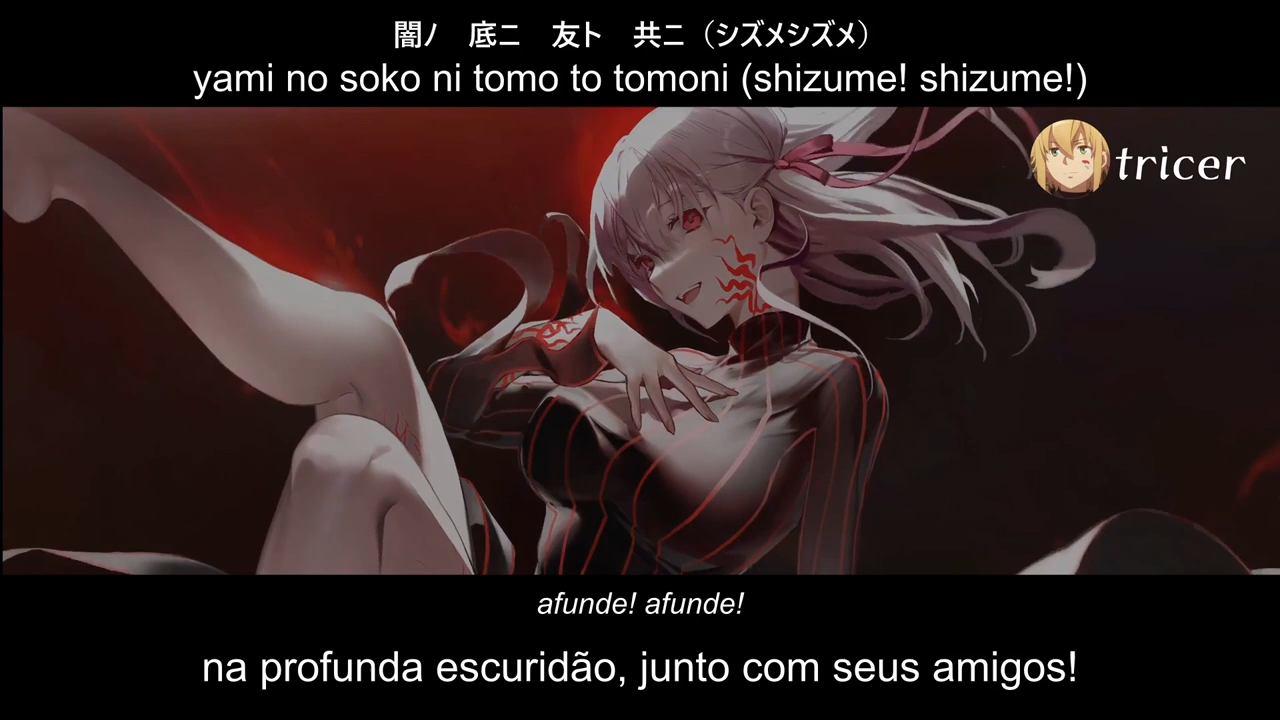 闇ノ　底ニ　友ト　共ニ（シズメシズメ）
yami no soko ni tomo to tomoni (shizume! shizume!)
tricer
afunde! afunde!
na profunda escuridão, junto com seus amigos!